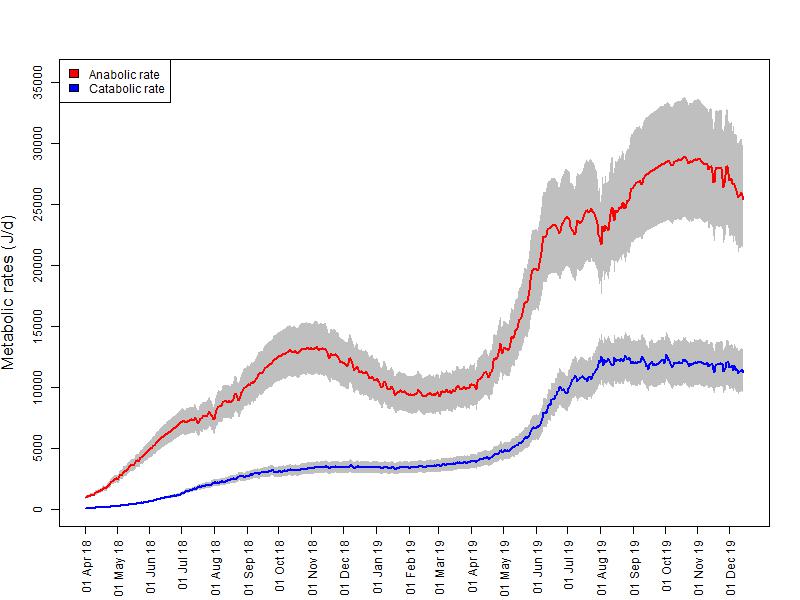 Anabolic rate
Catabolic rate
Metabolic rates (J/d)
35000
30000
25000
20000
15000
10000
5000
0
01 Apr 18
01 May 18
01 Jun 18
01 Jul 18
01 Aug 18
01 Sep 18
01 Oct 18
01 Nov 18
01 Dec 18
01 Jan 19
01 Feb 19
01 Mar 19
01 Apr 19
01 May 19
01 Jun 19
01 Jul 19
01 Aug 19
01 Sep 19
01 Oct 19
01 Nov 19
01 Dec 19